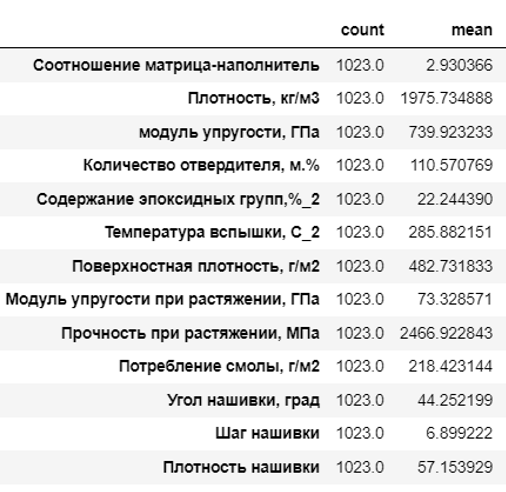 count mean
Соотношение матрица-наполнитель 1023.0 2.930366
Плотность, кг/м3 1023.0 1975.734888
модуль упругости, ГПа 1023.0 739.923233
Количество отвердителя, м.% 1023.0 110.570769
Содержание эпоксидных групп,%_2 1023.0 22.244390
Температура вспышки, С_2 1023.0 285.882151
Поверхностная плотность, г/м2 1023.0 482.731833
Модуль упругости при растяжении, ГПа 1023.0 73.328571
Прочность при растяжении, МПа 1023.0 2466.922843
Потребление смолы, г/м2 1023.0 218.423144
Угол нашивки, град 1023.0 44.252199
Шаг нашивки 1023.0 6.899222
Плотность нашивки 1023.0 57.153929